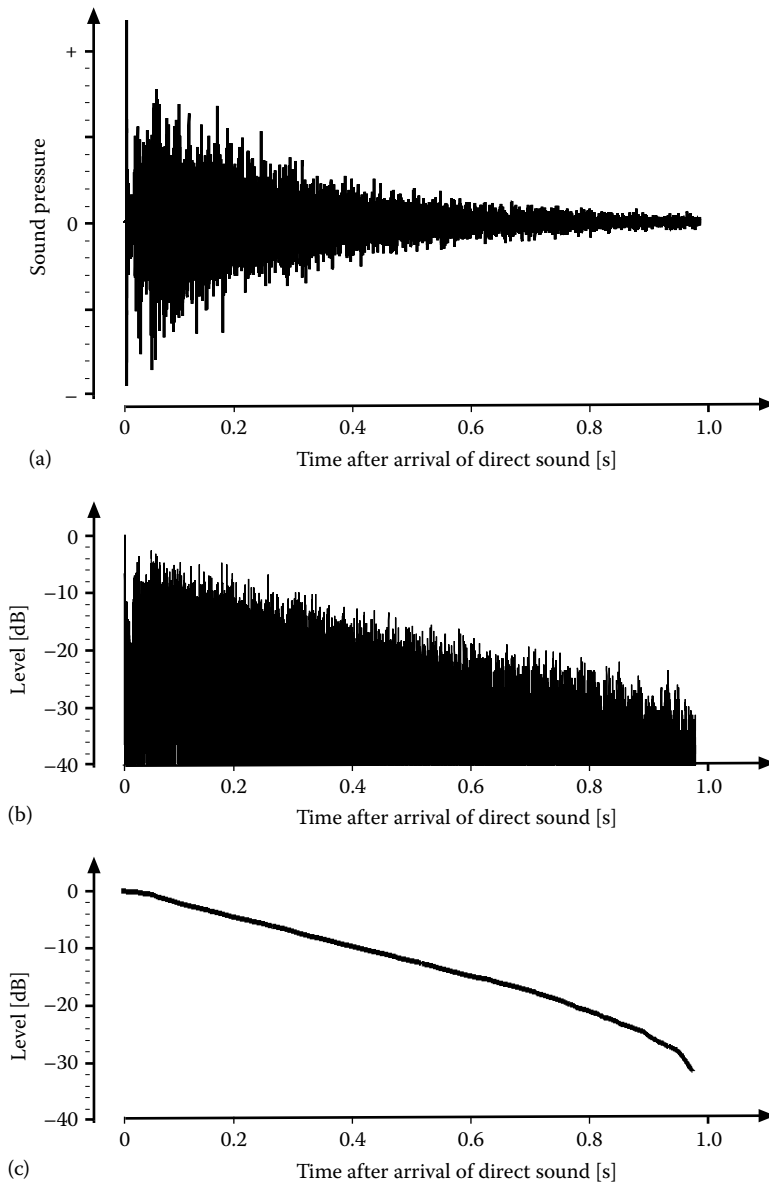 +
Sound pressure
0
−
0 0.2 0.4 0.6 0.8 1.0
(a)
Time after arrival of direct sound [s]
0
−10
Level [dB]
−20
−30
−40
0 0.2 0.4 0.6 0.8 1.0
(b)
Time after arrival of direct sound [s]
0
−10
Level [dB]
−20
−30
−40
0 0.2 0.4 0.6 0.8 1.0
(c)
Time after arrival of direct sound [s]